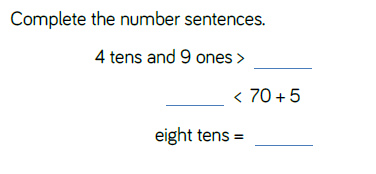 Complete the number sentences.
4 tens and 9 ones > ______
______ < 70 + 5
eight tens = ______